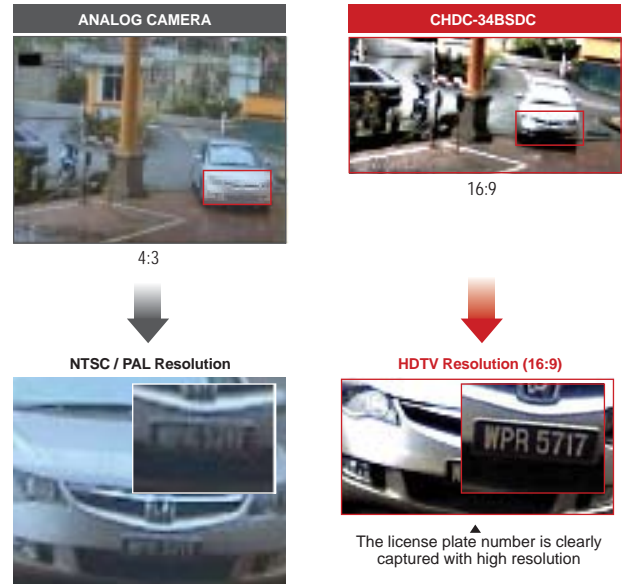 ANALOG CAMERA
CHDC-34BSDC
4:3
16:9
NTSC / PAL Resolution
HDTV Resolution (16:9)
WPR 5717
The license plate number is clearly
captured with high resolution